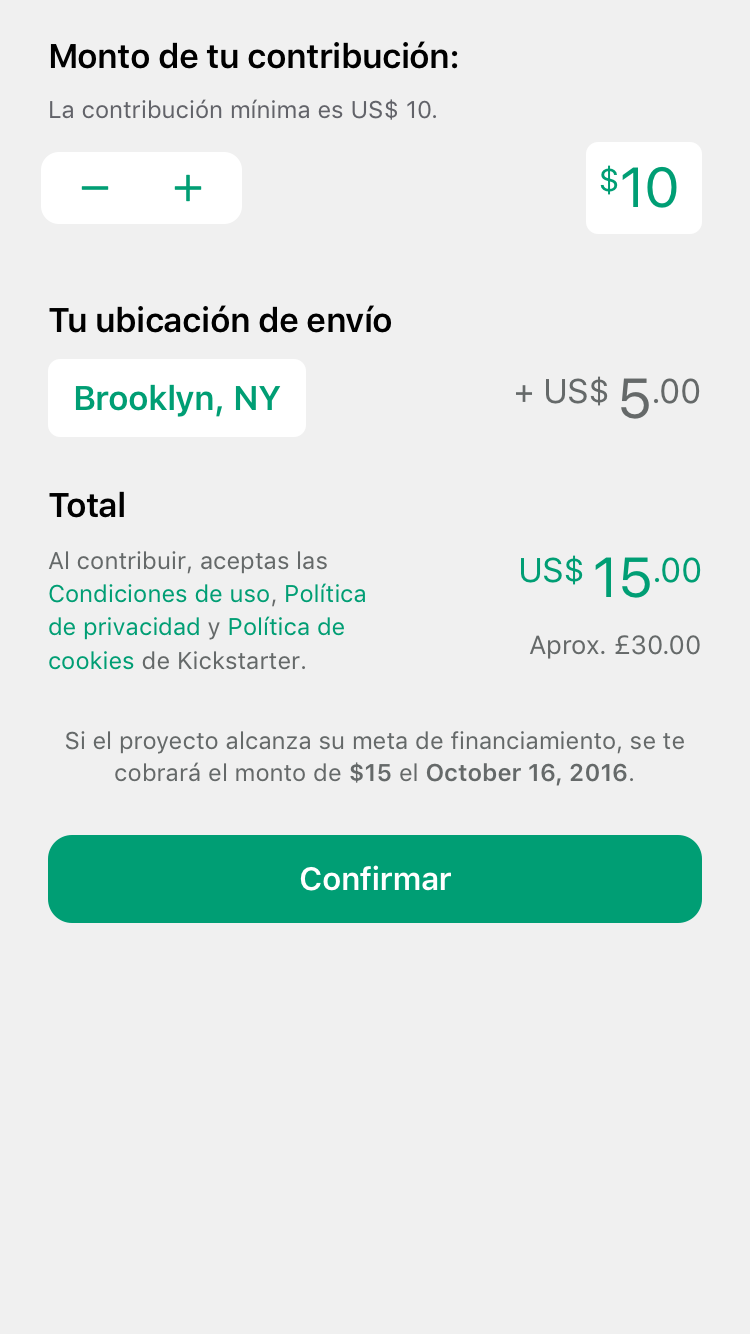 Monto de tu contribución:
La contribución mínima es US$ 10.
− +
$10
Tu ubicación de envío
Brooklyn, NY
+ US$ 5.00
Total
Al contribuir, aceptas las
Condiciones de uso, Política
de privacidad y Política de
cookies de Kickstarter.
US$ 15.00
Aprox. £30.00
Si el proyecto alcanza su meta de financiamiento, se te
cobrará el monto de $15 el October 16, 2016.
Confirmar